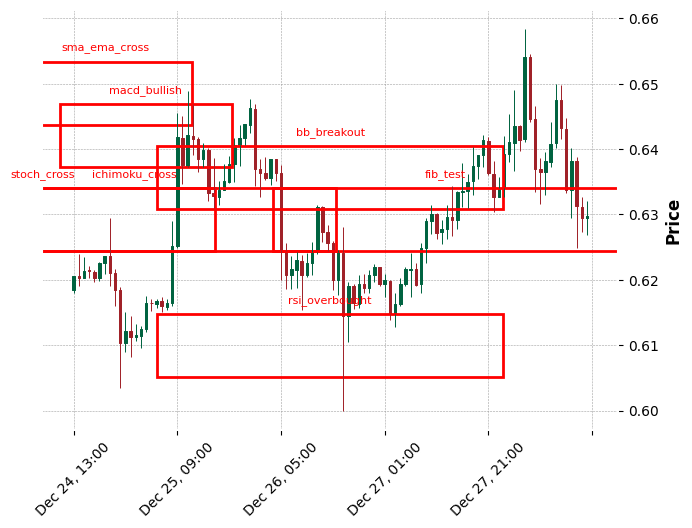 0.66
sma_ema_cross
0.65
macd_bullish
bb_breakout
0.64
stoch_cross
ichimoku_cross
fib_test
0.63
Price
0.62
rsi_overbought
0.61
0.60
Dec 24, 13:00
Dec 25, 09:00
Dec 26, 05:00
Dec 27, 01:00
Dec 27, 21:00